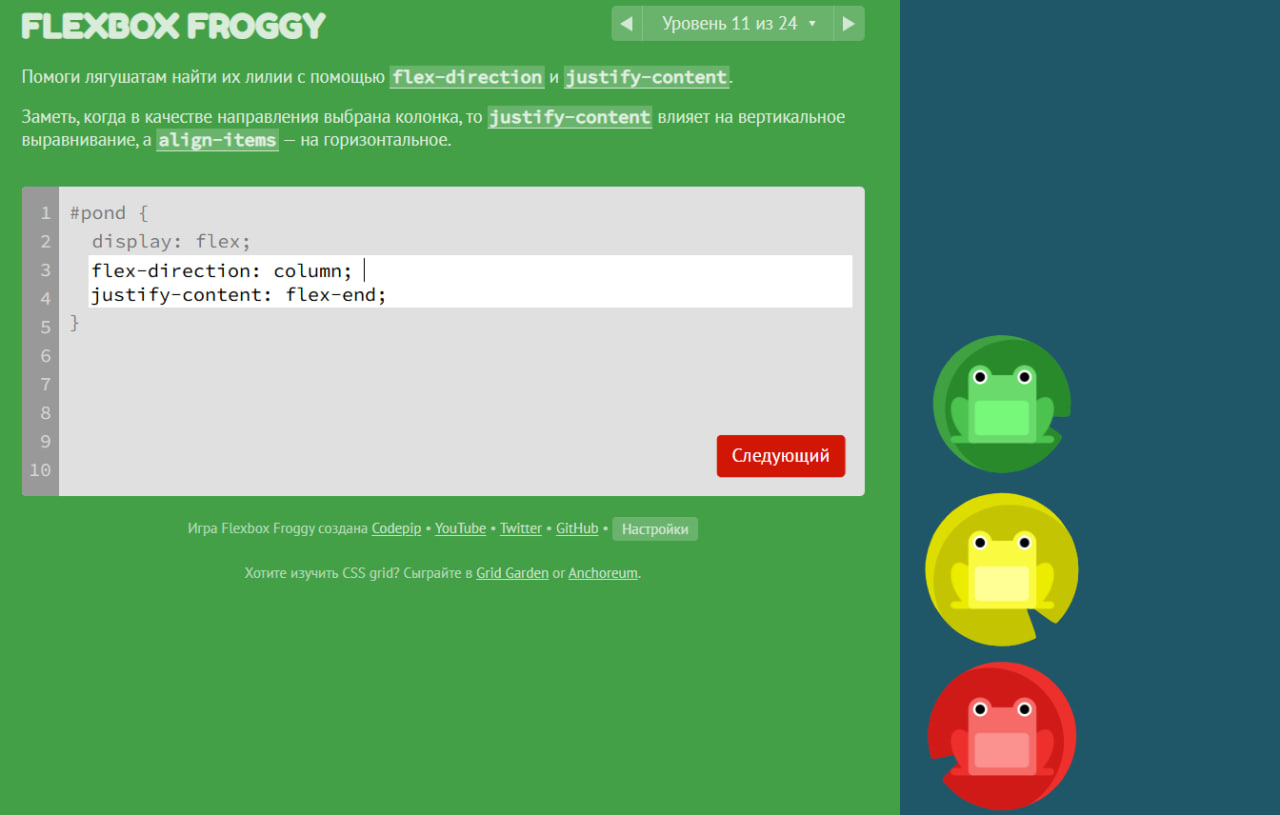 FLEXBOX FROGGY
Уровень 11 из 24
Помоги лягушатам найти их лилии с помощью flex-direction и justify-content.
Заметь, когда в качестве направления выбрана колонка, то justify-content влияет на вертикальное
выравнивание, а align-items — на горизонтальное.
1 #pond {
2 display: flex;
3 flex-direction: column;
4 justify-content: flex-end;
5 }
6
7
8
9
10
Следующий
Игра Flexbox Froggy создана Codepip • YouTube • Twitter • GitHub • Настройки
Хотите изучить CSS grid? Сыграйте в Grid Garden or Anchoreum.